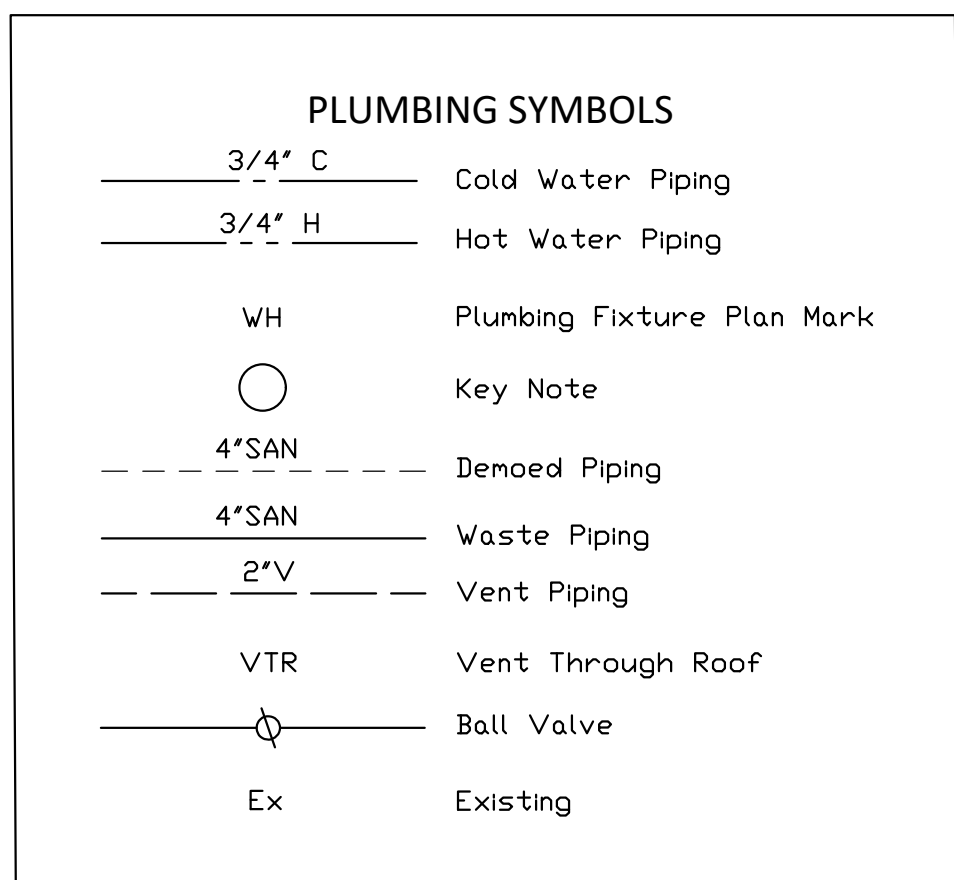 PLUMBING SYMBOLS
3/4" C Cold Water Piping
3/4" H Hot Water Piping
WH Plumbing Fixture Plan Mark
Key Note
4"SAN Demoed Piping
4"SAN Waste Piping
2"V Vent Piping
VTR Vent Through Roof
Ball Valve
Ex Existing